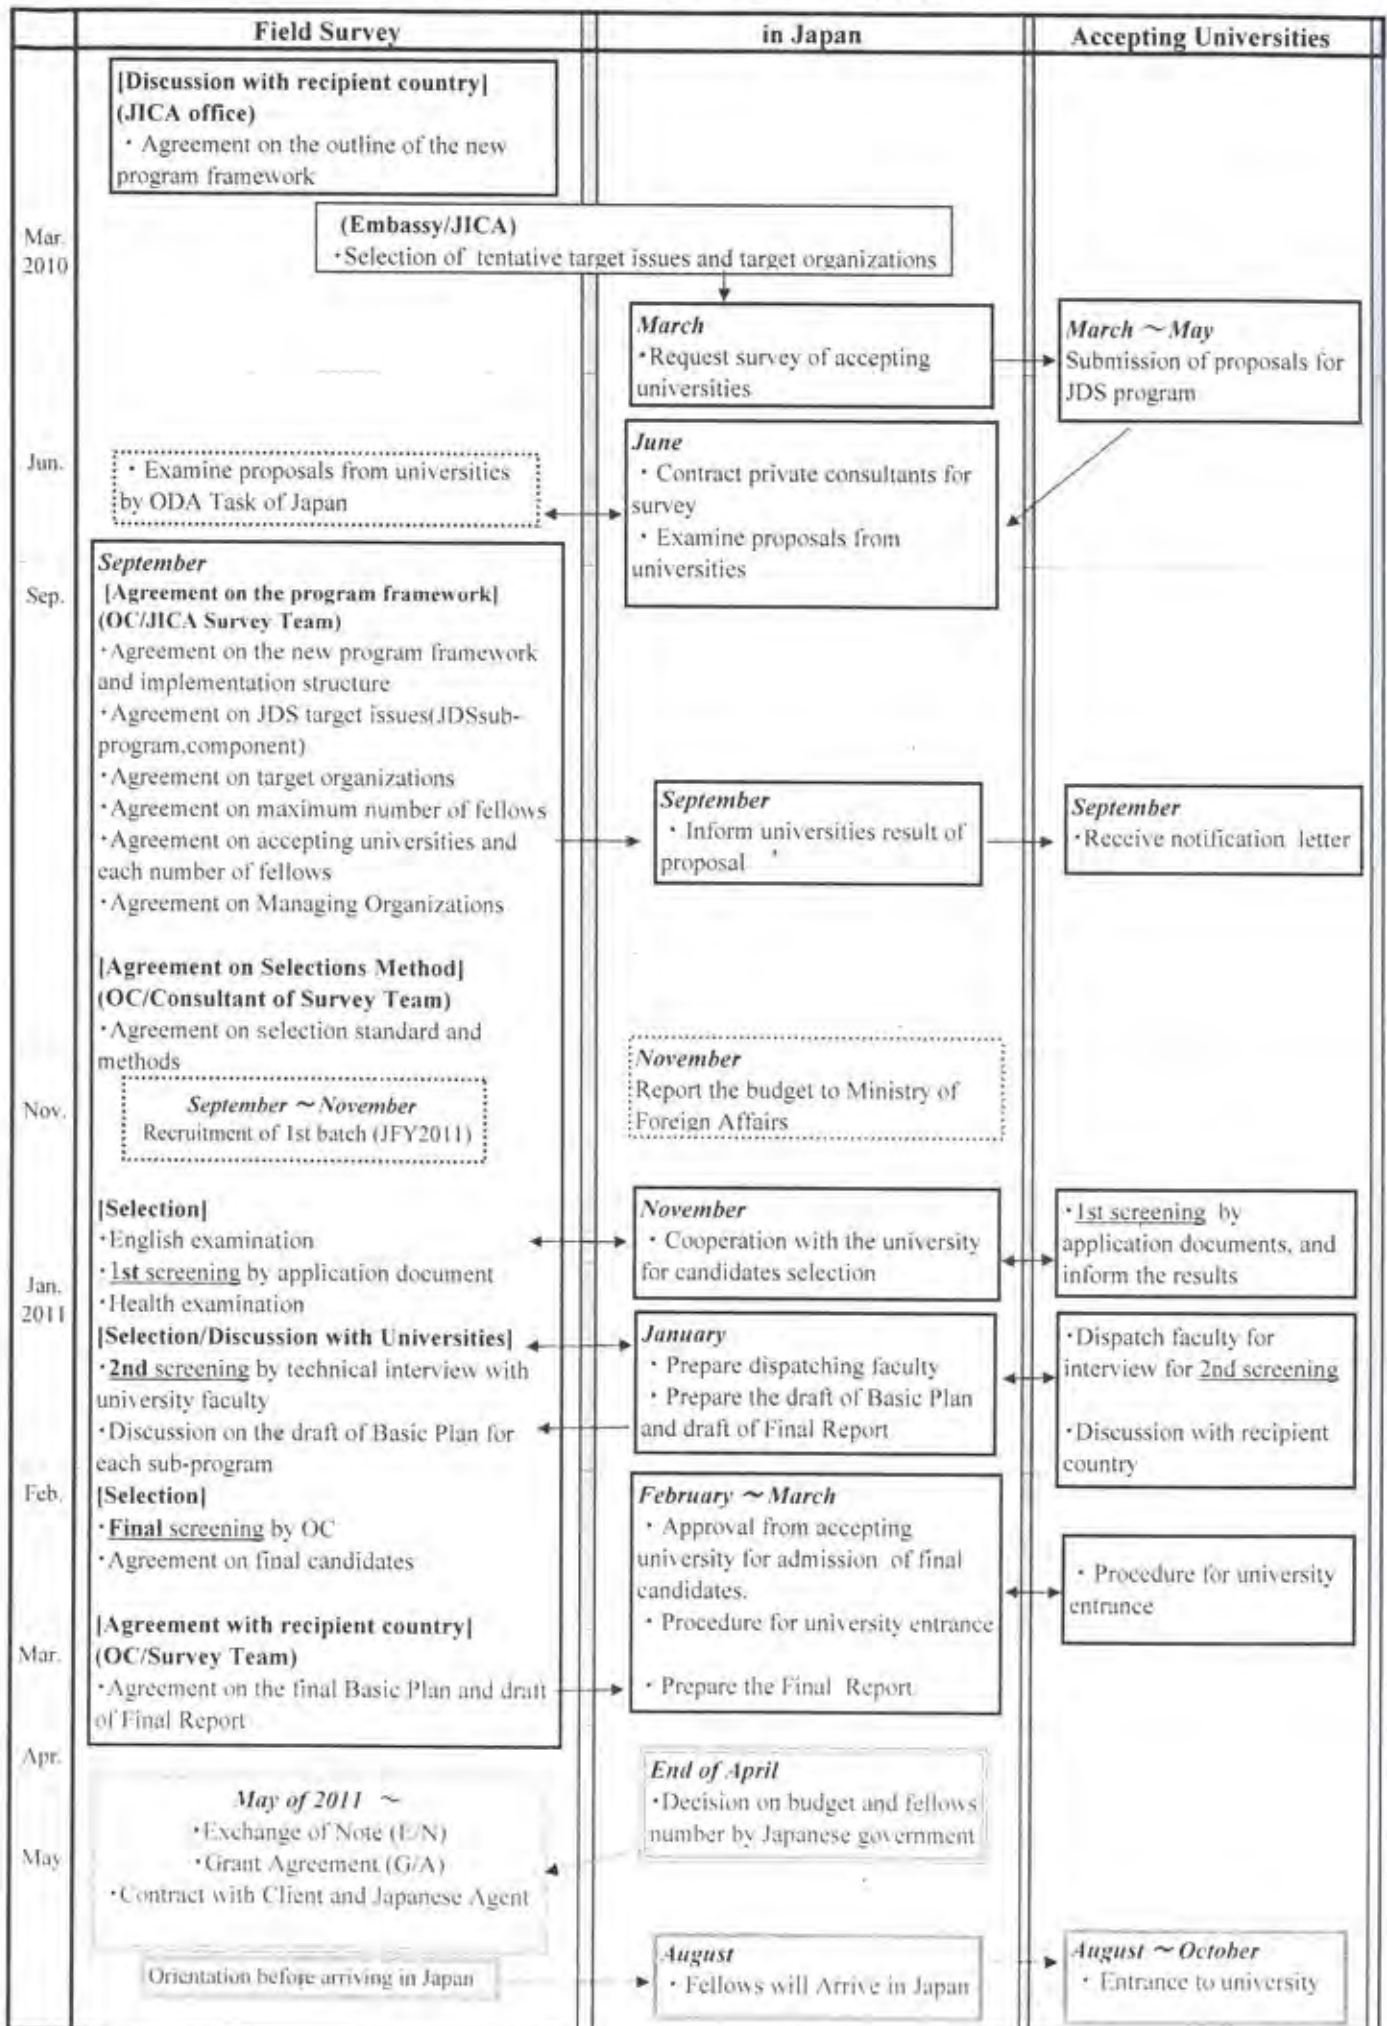 Field Survey
in Japan
Accepting Universities
[Discussion with recipient country]
(JICA office)
・Agreement on the outline of the new
program framework
Mar.
2010
(Embassy/JICA)
・Selection of tentative target issues and target organizations
March
・Request survey of accepting
universities
March ～ May
Submission of proposals for
JDS program
Jun.
・Examine proposals from universities
by ODA Task of Japan
June
・Contract private consultants for
survey
・Examine proposals from
universities
Sep.
September
[Agreement on the program framework]
(OC/JICA Survey Team)
・Agreement on the new program framework
and implementation structure
・Agreement on JDS target issues(JDSsub-
program,component)
・Agreement on target organizations
・Agreement on maximum number of fellows
・Agreement on accepting universities and
each number of fellows
・Agreement on Managing Organizations
September
・Inform universities result of
proposal
September
・Receive notification letter
[Agreement on Selections Method]
(OC/Consultant of Survey Team)
・Agreement on selection standard and
methods
Nov.
September ～ November
Recruitment of 1st batch (JFY2011)
November
Report the budget to Ministry of
Foreign Affairs
[Selection]
・English examination
・1st screening by application document
・Health examination
November
・Cooperation with the university
for candidates selection
・1st screening by
application documents, and
inform the results
Jan.
2011
[Selection/Discussion with Universities]
・2nd screening by technical interview with
university faculty
・Discussion on the draft of Basic Plan for
each sub-program
January
・Prepare dispatching faculty
・Prepare the draft of Basic Plan
and draft of Final Report
・Dispatch faculty for
interview for 2nd screening
・Discussion with recipient
country
Feb.
[Selection]
・Final screening by OC
・Agreement on final candidates
February ～ March
・Approval from accepting
university for admission of final
candidates.
・Procedure for university entrance
・Prepare the Final Report
・Procedure for university
entrance
Mar.
[Agreement with recipient country]
(OC/Survey Team)
・Agreement on the final Basic Plan and draft
of Final Report
Apr.
End of April
・Decision on budget and fellows
number by Japanese government
May
May of 2011 ～
・Exchange of Note (E/N)
・Grant Agreement (G/A)
・Contract with Client and Japanese Agent
Orientation before arriving in Japan
August
・Fellows will Arrive in Japan
August ～ October
・Entrance to university